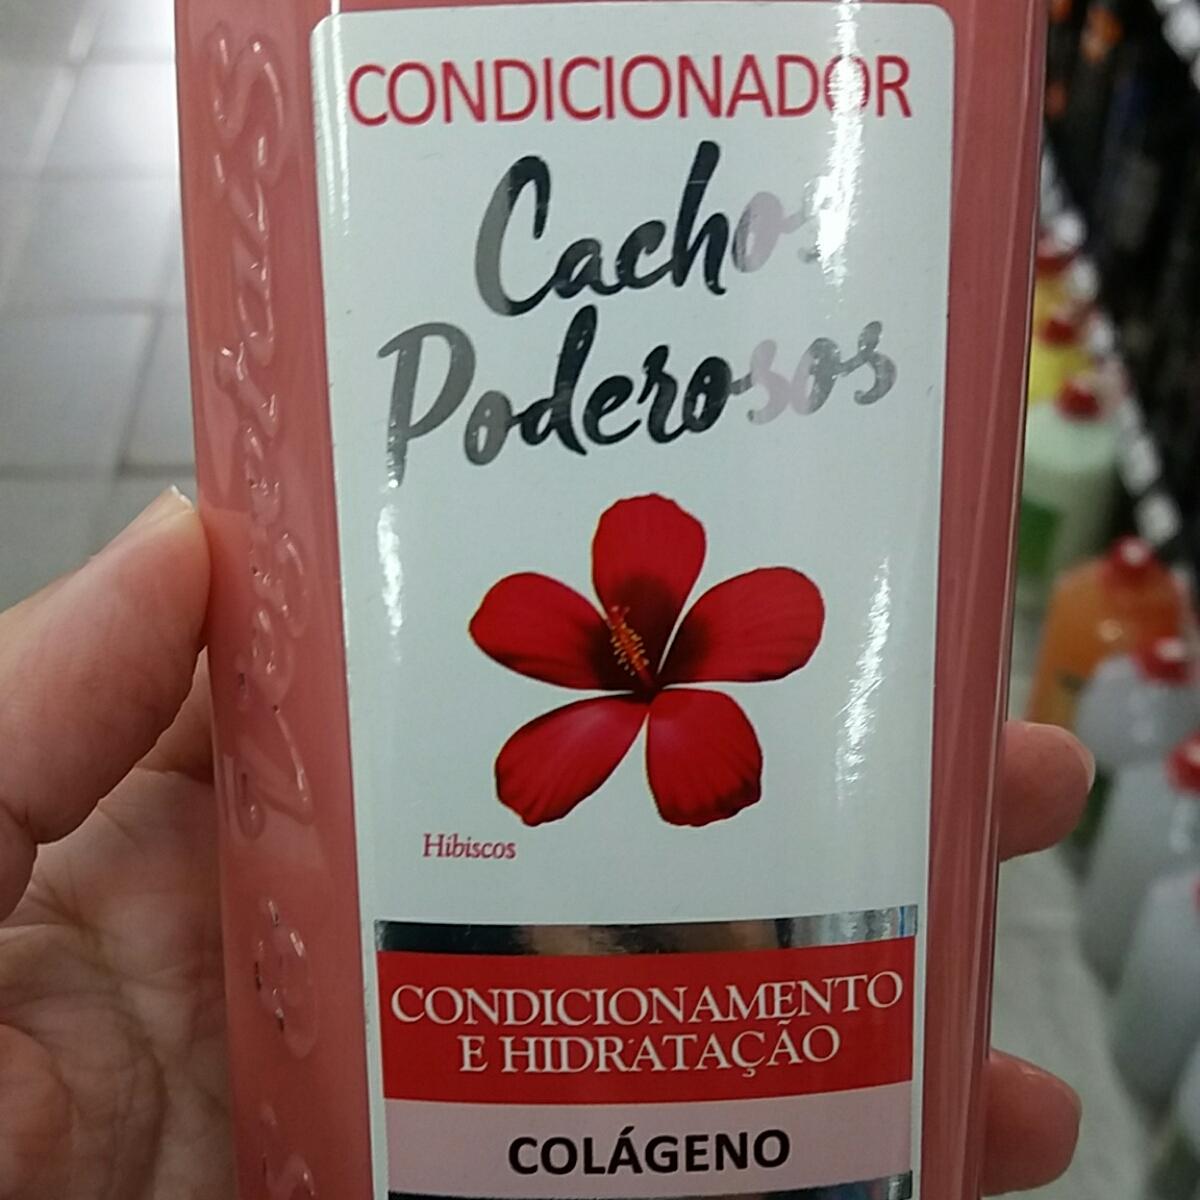 CONDICIONADOR
Cachos
Poderosos
Hibiscos
CONDICIONAMENTO
E HIDRATAÇÃO
COLÁGENO